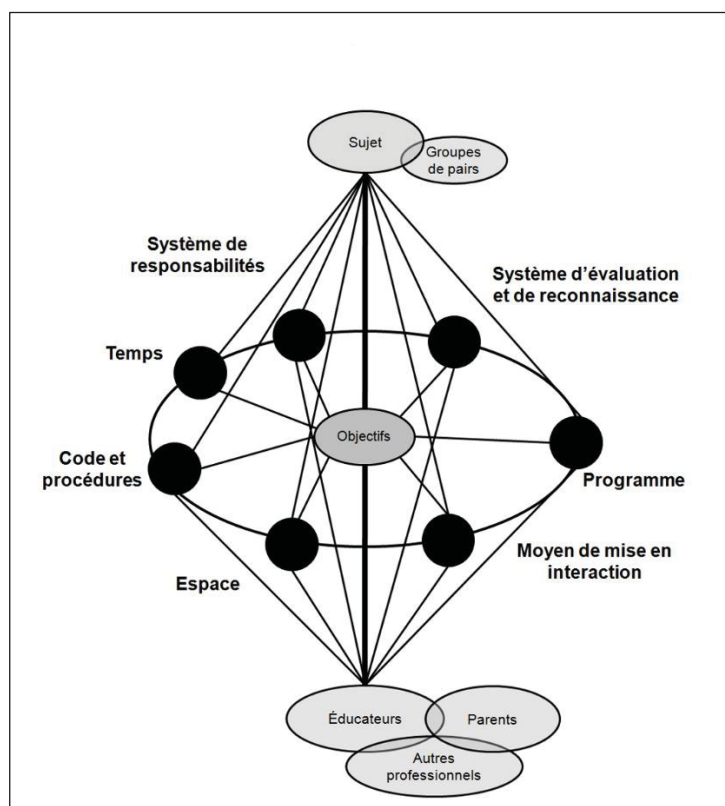 Sujet
Groupes
de pairs
Système de
responsabilités
Système d’évaluation
et de reconnaissance
Temps
Objectifs
Code et
procédures
Programme
Espace
Moyen de mise en
interaction
Éducateurs
Parents
Autres
professionnels